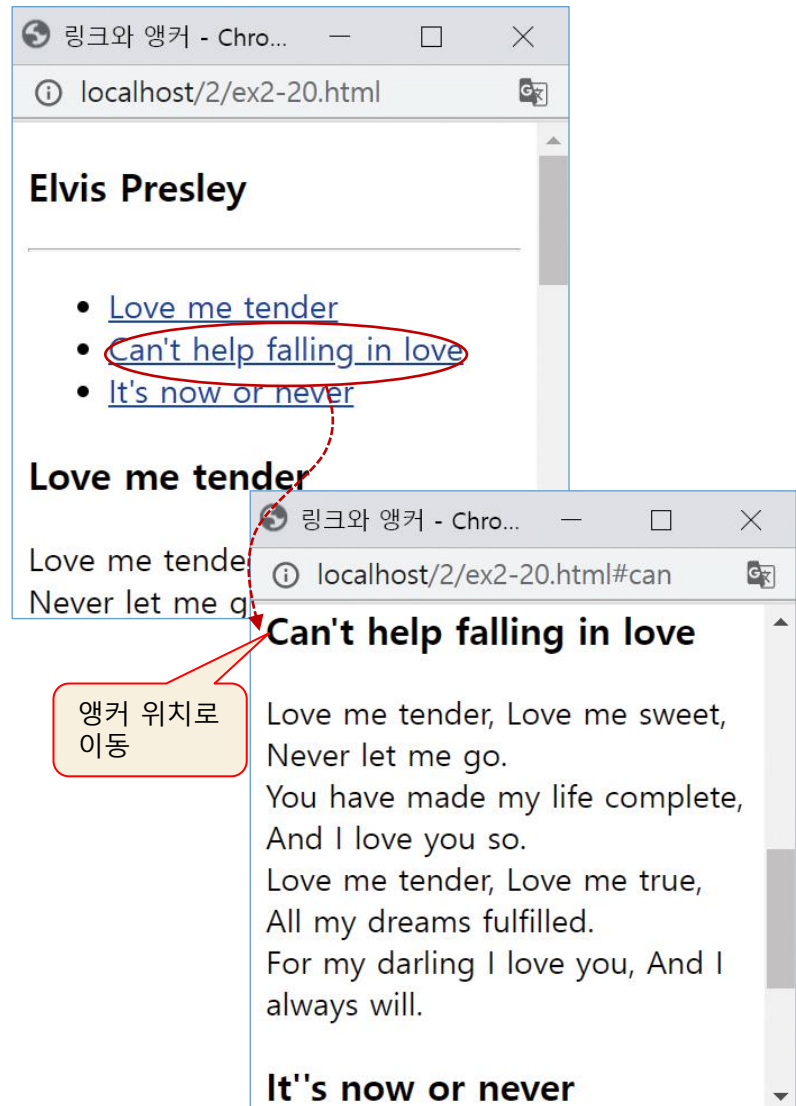 링크와 앵커 - Chro...
localhost/2/ex2-20.html
Elvis Presley
Love me tender
Can't help falling in love
It's now or never
Love me tender
Love me tende
Never let me g
앵커 위치로
이동
링크와 앵커 - Chro...
localhost/2/ex2-20.html#can
Can't help falling in love
Love me tender, Love me sweet,
Never let me go.
You have made my life complete,
And I love you so.
Love me tender, Love me true,
All my dreams fulfilled.
For my darling I love you, And I
always will.
It''s now or never